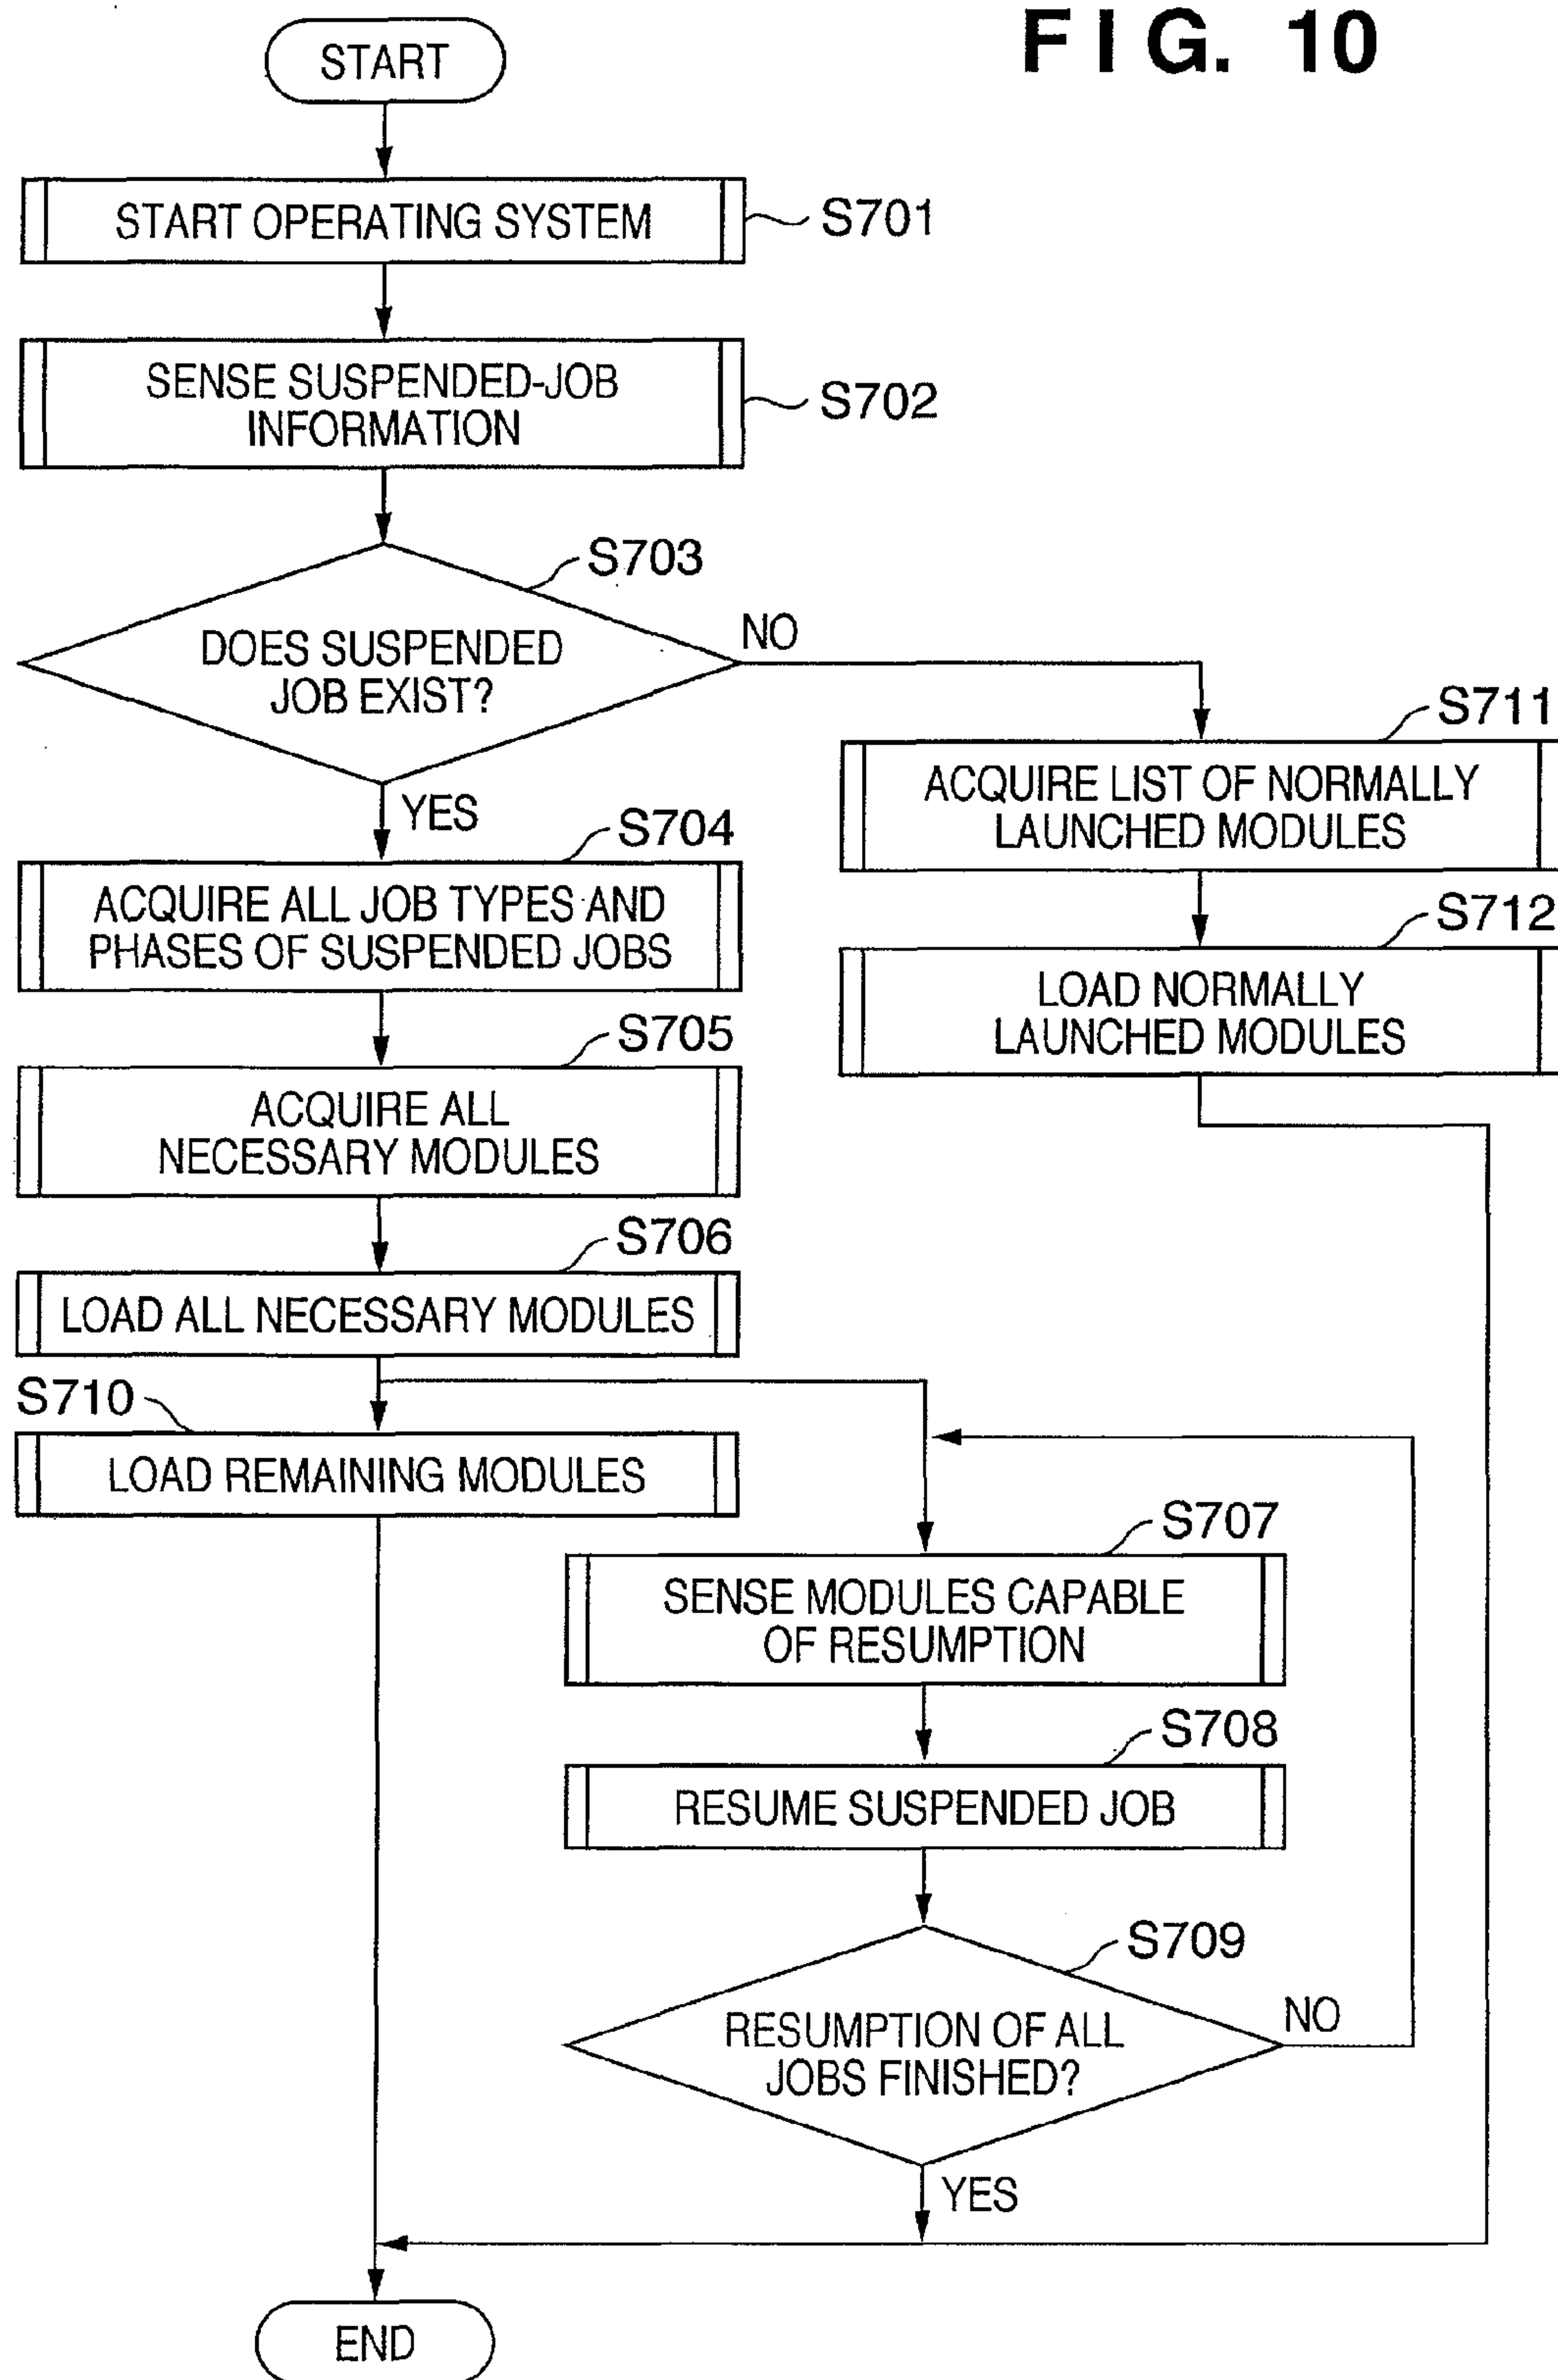 FIG. 10
START
START OPERATING SYSTEM
S701
SENSE SUSPENDED-JOB
INFORMATION
S702
S703
DOES SUSPENDED
JOB EXIST?
NO
YES
S711
ACQUIRE LIST OF NORMALLY
LAUNCHED MODULES
S712
LOAD NORMALLY
LAUNCHED MODULES
S704
ACQUIRE ALL JOB TYPES AND
PHASES OF SUSPENDED JOBS
S705
ACQUIRE ALL
NECESSARY MODULES
S706
LOAD ALL NECESSARY MODULES
S710
LOAD REMAINING MODULES
S707
SENSE MODULES CAPABLE
OF RESUMPTION
S708
RESUME SUSPENDED JOB
S709
RESUMPTION OF ALL
JOBS FINISHED?
NO
YES
END